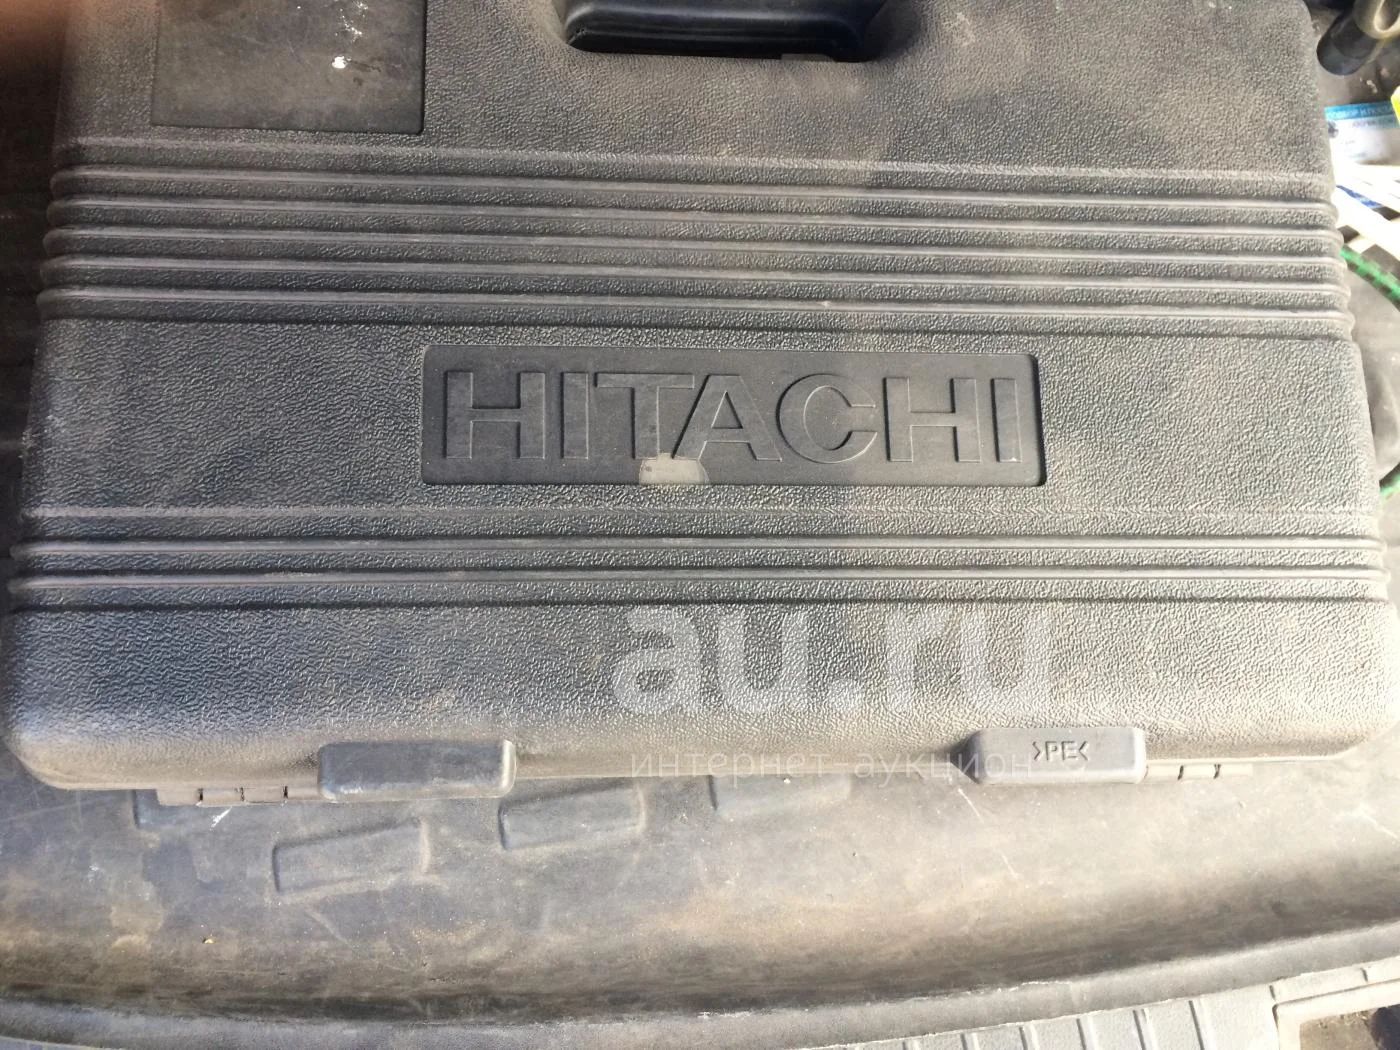 HITACHI
au.ru
интернет-аукцион
>PE<